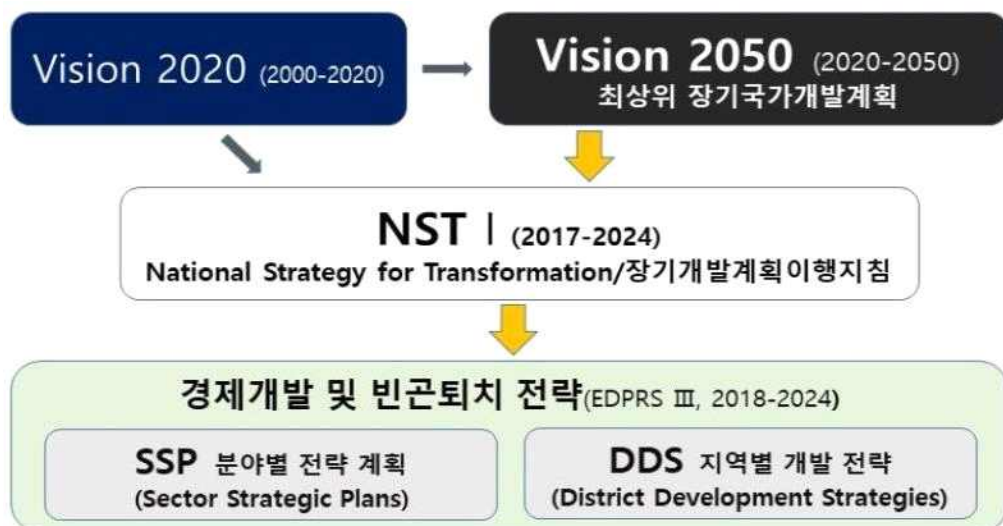 Vision 2020 (2000-2020)
Vision 2050 (2020-2050)
최상위 장기국가개발계획
NST Ⅰ (2017-2024)
National Strategy for Transformation/장기개발계획이행지침
경제개발 및 빈곤퇴치 전략(EDPRS Ⅲ, 2018-2024)
SSP 분야별 전략 계획
(Sector Strategic Plans)
DDS 지역별 개발 전략
(District Development Strategies)